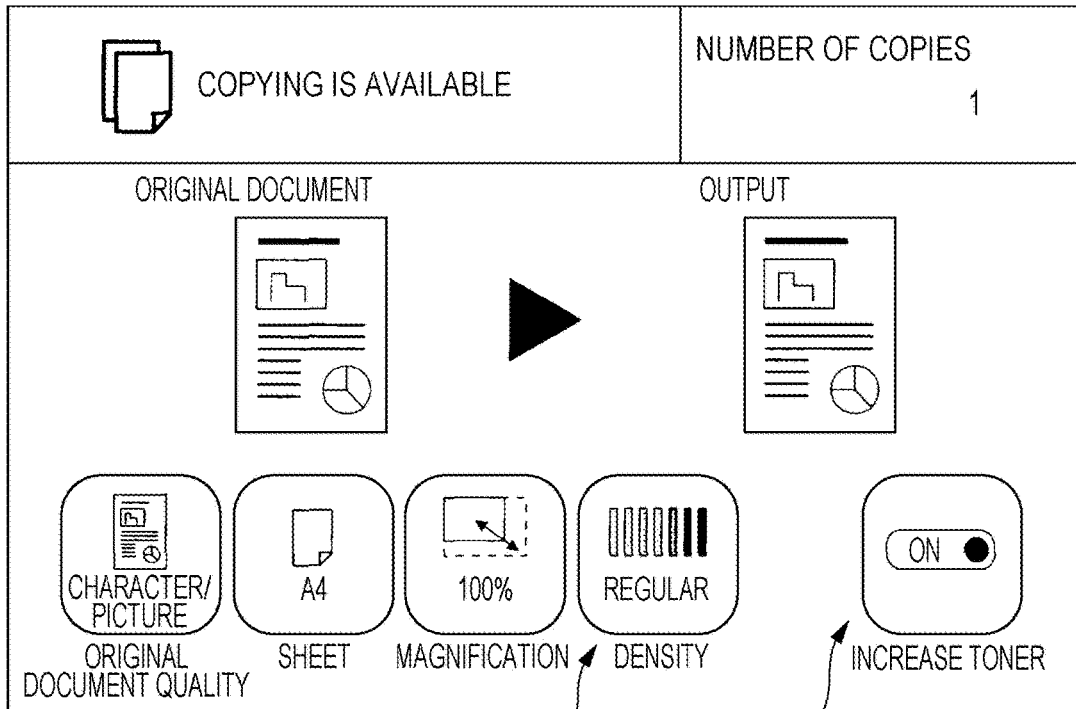 COPYING IS AVAILABLE
NUMBER OF COPIES
1
ORIGINAL DOCUMENT
OUTPUT
CHARACTER/
PICTURE
A4
100%
REGULAR
ON
ORIGINAL
DOCUMENT QUALITY
SHEET
MAGNIFICATION
DENSITY
INCREASE TONER